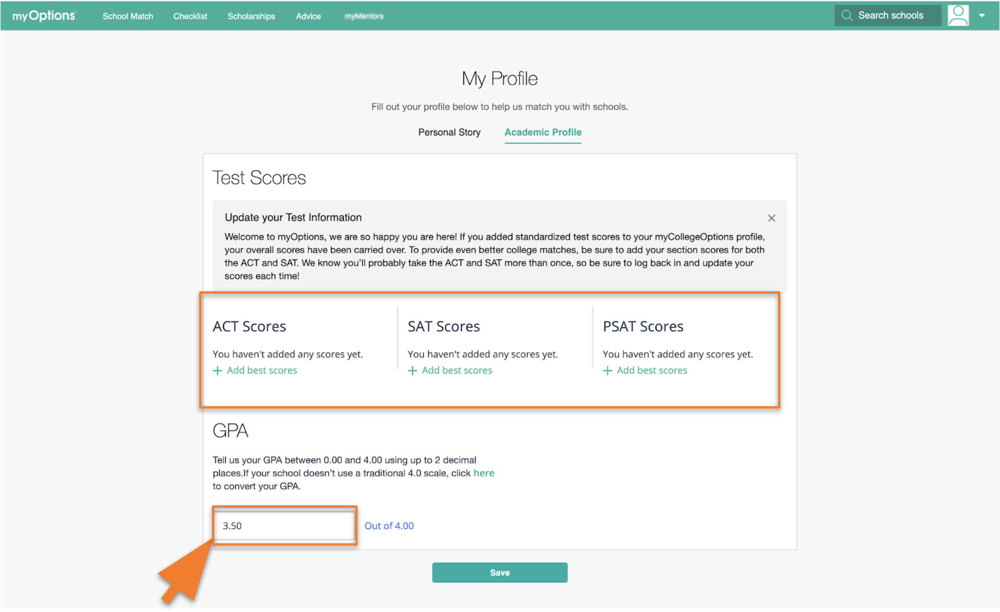 myOptions School Match Checklist Scholarships Advice myMentors Search schools
My Profile
Fill out your profile below to help us match you with schools.
Personal Story Academic Profile
Test Scores
Update your Test Information
Welcome to myOptions, we are so happy you are here! If you added standardized test scores to your myCollegeOptions profile,
your overall scores have been carried over. To provide even better college matches, be sure to add your section scores for both
the ACT and SAT. We know you’ll probably take the ACT and SAT more than once, so be sure to log back in and update your
scores each time!
ACT Scores
You haven't added any scores yet.
+ Add best scores
SAT Scores
You haven't added any scores yet.
+ Add best scores
PSAT Scores
You haven't added any scores yet.
+ Add best scores
GPA
Tell us your GPA between 0.00 and 4.00 using up to 2 decimal
places.If your school doesn’t use a traditional 4.0 scale, click here
to convert your GPA.
3.50 Out of 4.00
Save